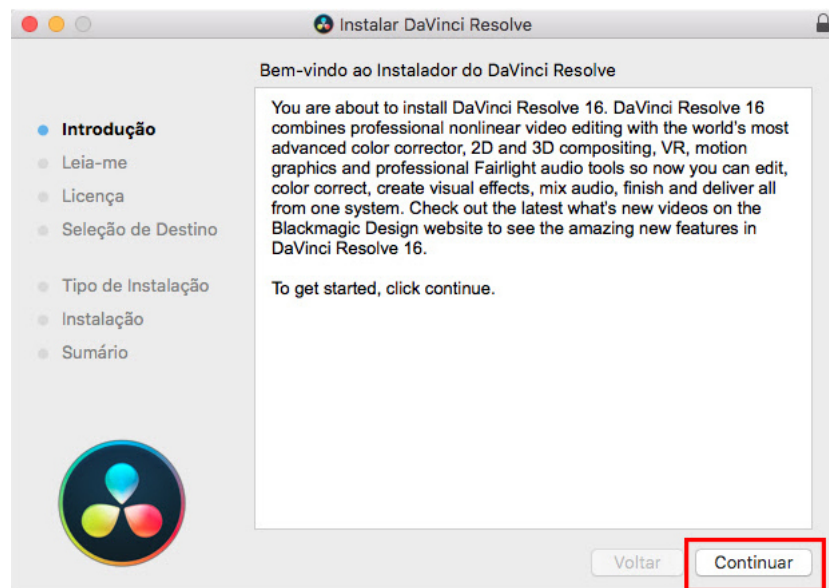 Instalar DaVinci Resolve
Bem-vindo ao Instalador do DaVinci Resolve
Introdução
Leia-me
Licença
Seleção de Destino
Tipo de Instalação
Instalação
Sumário
You are about to install DaVinci Resolve 16. DaVinci Resolve 16
combines professional nonlinear video editing with the world's most
advanced color corrector, 2D and 3D compositing, VR, motion
graphics and professional Fairlight audio tools so now you can edit,
color correct, create visual effects, mix audio, finish and deliver all
from one system. Check out the latest what's new videos on the
Blackmagic Design website to see the amazing new features in
DaVinci Resolve 16.
To get started, click continue.
Voltar
Continuar